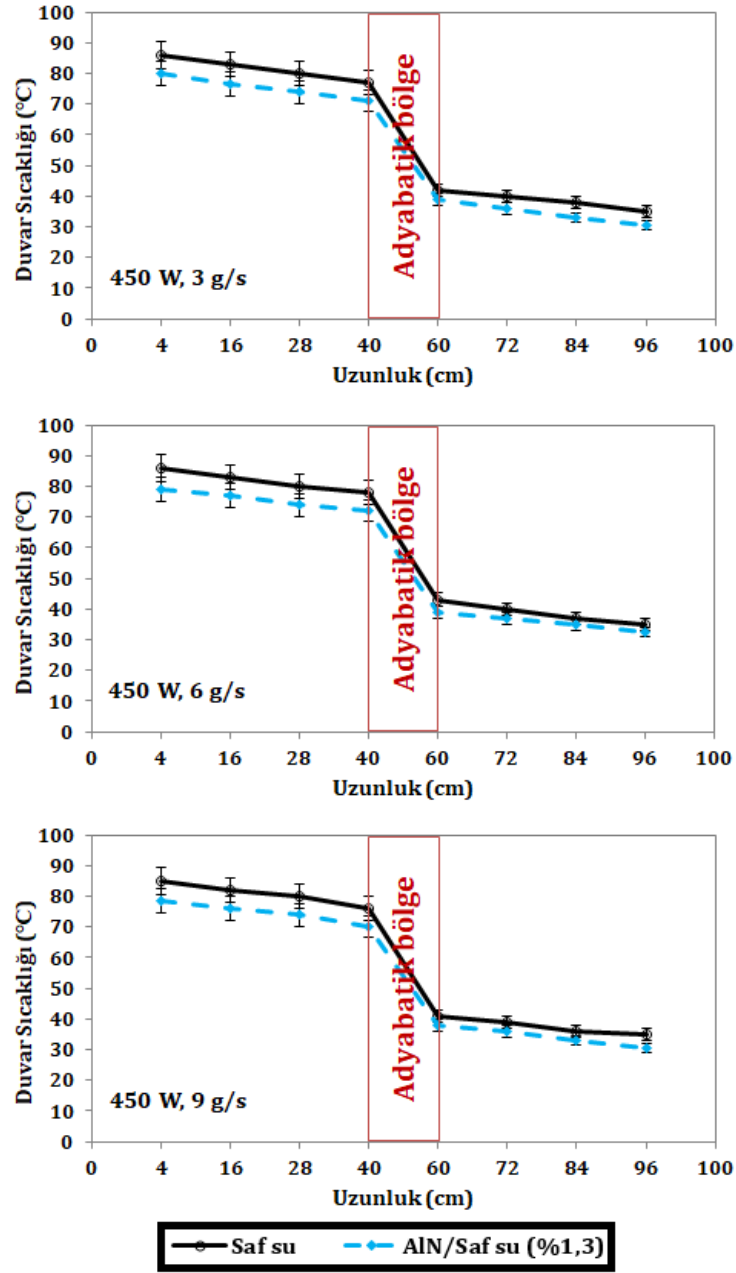 100
90
80
70
60
50
40
30
20
10
0
Duvar Sıcaklığı (°C)
Adyabatik bölge
450 W, 3 g/s
0 4 16 28 40 60 72 84 96 100
Uzunluk (cm)
100
90
80
70
60
50
40
30
20
10
0
Duvar Sıcaklığı (°C)
Adyabatik bölge
450 W, 6 g/s
0 4 16 28 40 60 72 84 96 100
Uzunluk (cm)
100
90
80
70
60
50
40
30
20
10
0
Duvar Sıcaklığı (°C)
Adyabatik bölge
450 W, 9 g/s
0 4 16 28 40 60 72 84 96 100
Uzunluk (cm)
Saf su AlN/Saf su (%1,3)